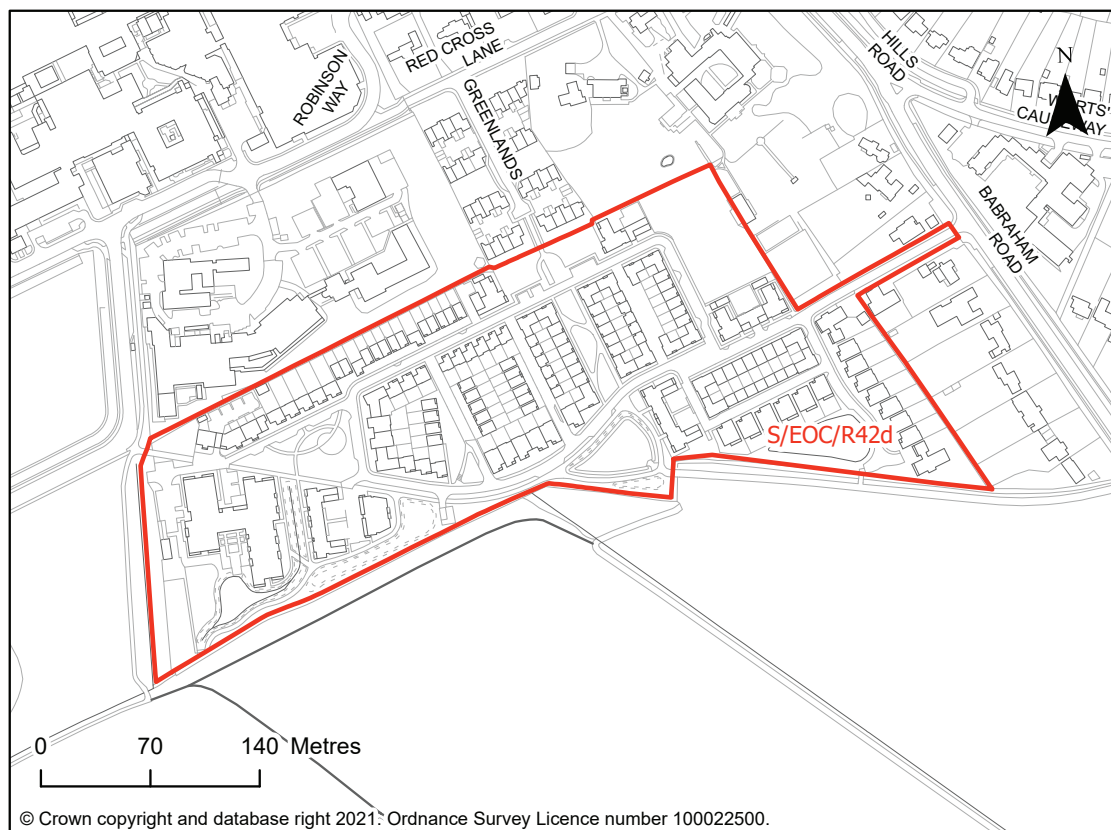 RED CROSS
LANE
ROBINSON
WAY
GREENLANDS
HILLS
ROAD
N
WORTS'
CAUSEWAY
BABRAHAM
ROAD
S/EOC/R42d
0 70 140 Metres
© Crown copyright and database right 2021. Ordnance Survey Licence number 100022500.